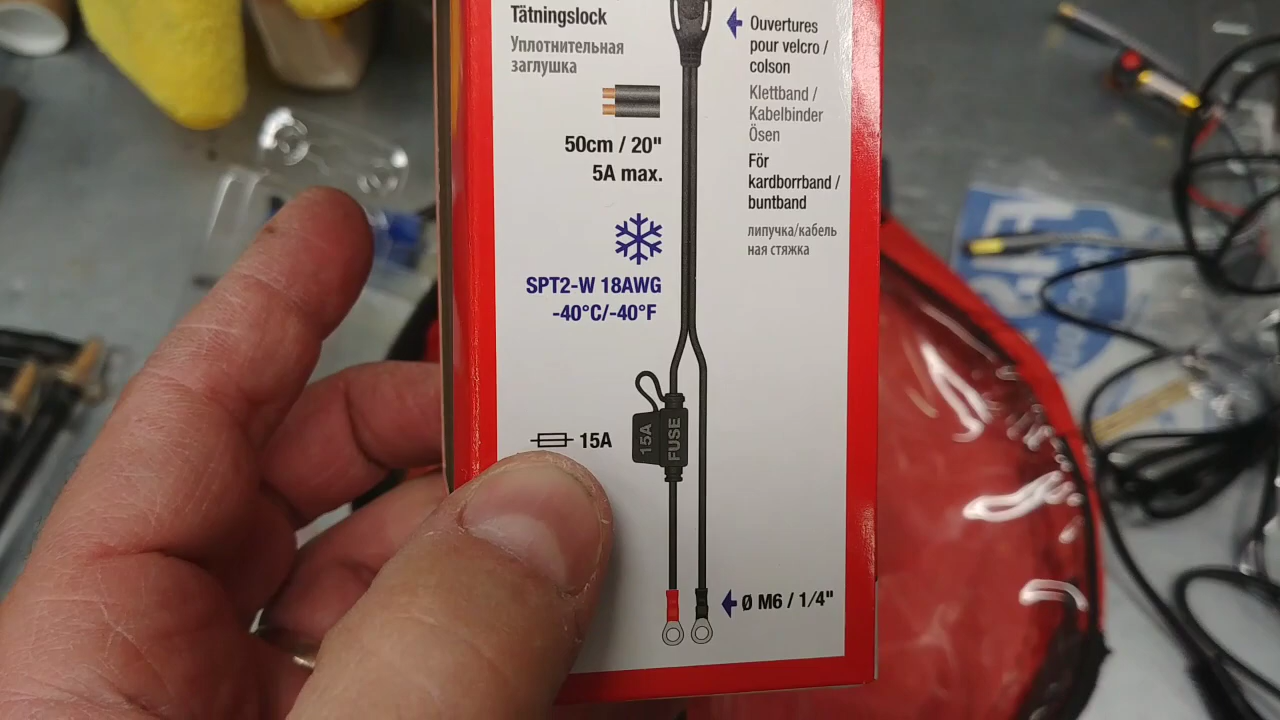 Tätningslock
Уплотнительная
заглушка
50cm / 20"
5A max.
SPT2-W 18AWG
-40°C/-40°F
15A
15A
FUSE
Ouvertures
pour velcro /
colson
Klettband /
Kabelbinder
Ösen
För
kardborrband /
buntband
липучка/кабель
ная стяжка
Ø M6 / 1/4"